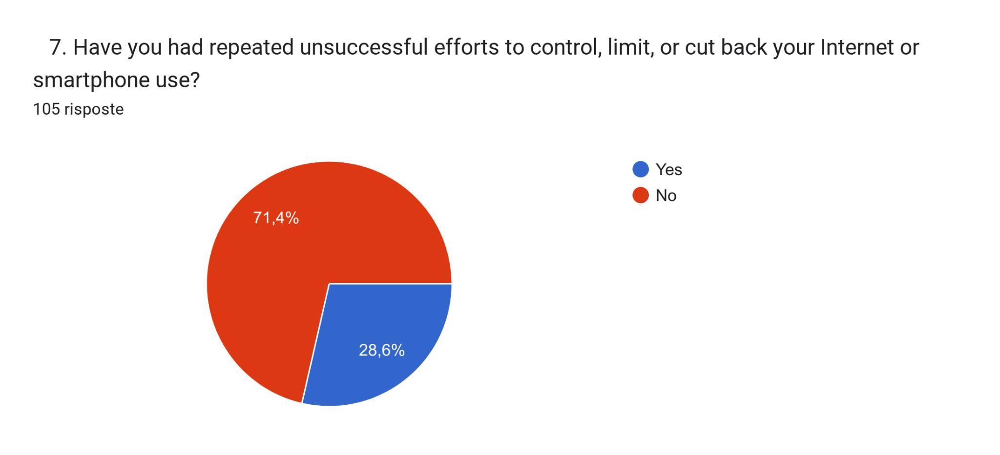 7. Have you had repeated unsuccessful efforts to control, limit, or cut back your Internet or
smartphone use?
105 risposte
Yes
No
71,4%
28,6%